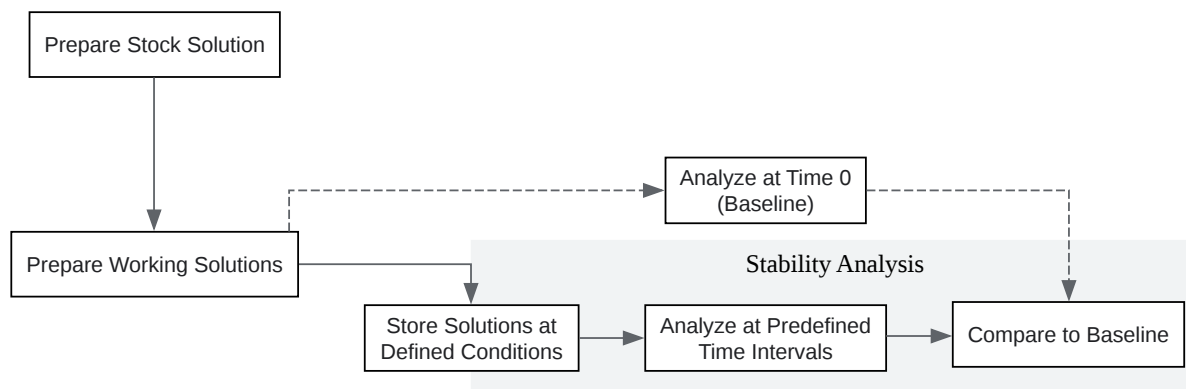 Prepare Stock Solution
Analyze at Time 0
(Baseline)
Prepare Working Solutions
Stability Analysis
Store Solutions at
Defined Conditions
Analyze at Predefined
Time Intervals
Compare to Baseline